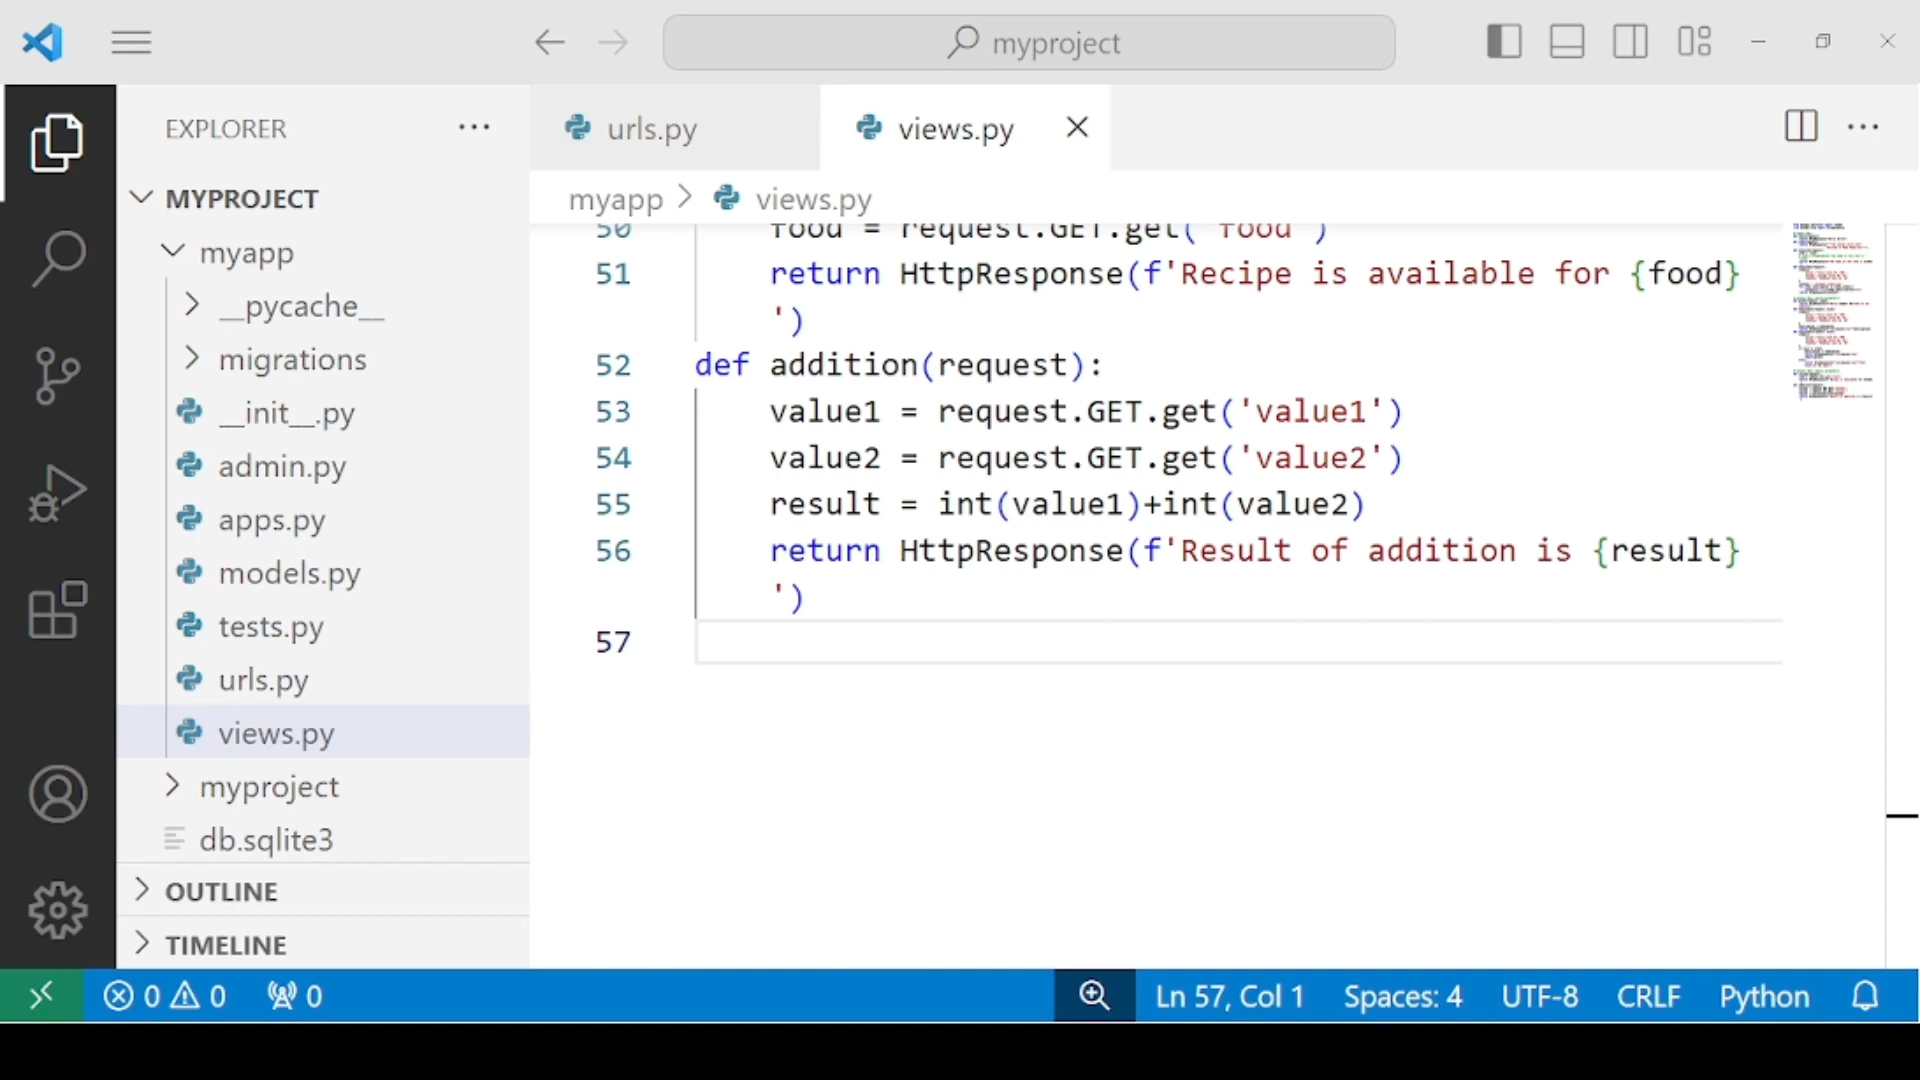 myproject
EXPLORER
MYPROJECT
myapp
__pycache__
migrations
__init__.py
admin.py
apps.py
models.py
tests.py
urls.py
views.py
myproject
db.sqlite3
OUTLINE
TIMELINE
urls.py
views.py
myapp > views.py
50 food = request.GET.get('food')
51 return HttpResponse(f'Recipe is available for {food}
')
52 def addition(request):
53 value1 = request.GET.get('value1')
54 value2 = request.GET.get('value2')
55 result = int(value1)+int(value2)
56 return HttpResponse(f'Result of addition is {result}
')
57
0 0 0
Ln 57, Col 1 Spaces: 4 UTF-8 CRLF Python